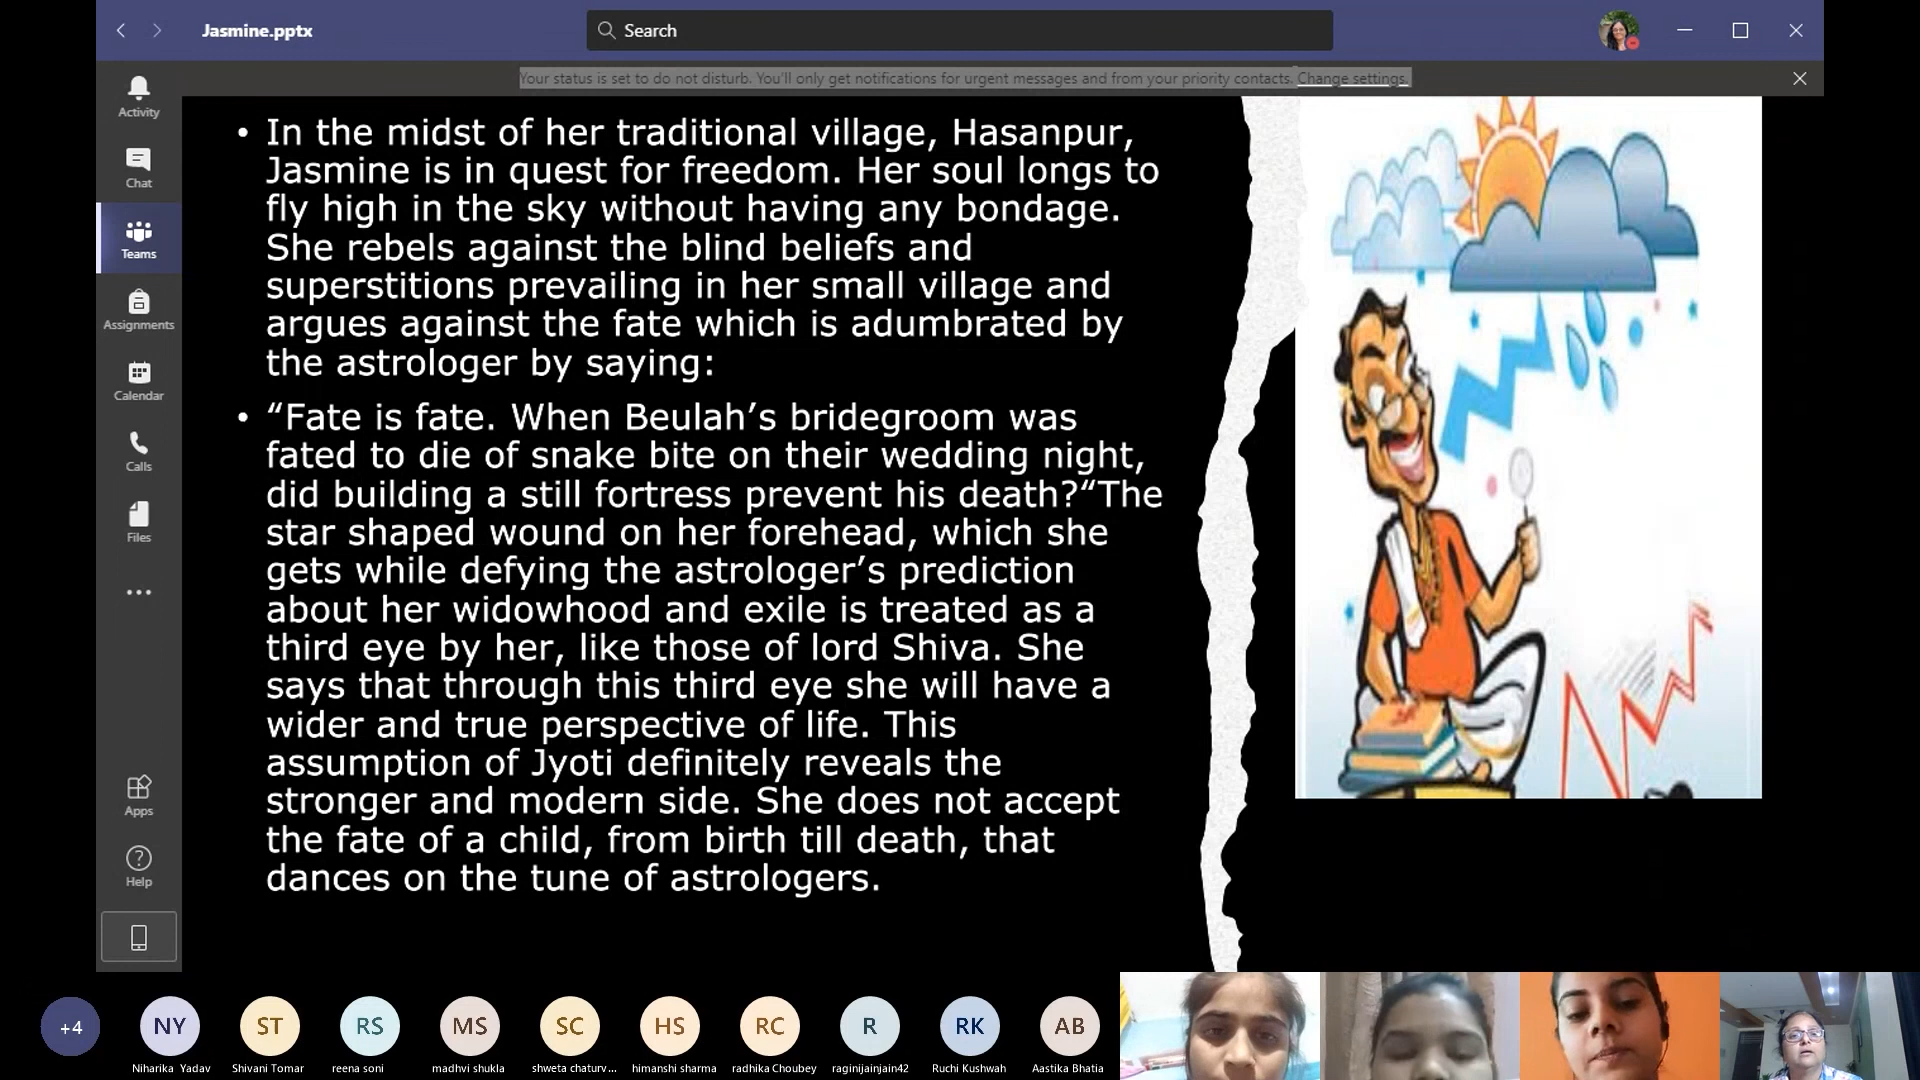 Jasmine.pptx
Search
Your status is set to do not disturb. You'll only get notifications for urgent messages and from your priority contacts. Change settings.
Activity
Chat
Teams
Assignments
Calendar
Calls
Files
Apps
Help
• In the midst of her traditional village, Hasanpur,
Jasmine is in quest for freedom. Her soul longs to
fly high in the sky without having any bondage.
She rebels against the blind beliefs and
superstitions prevailing in her small village and
argues against the fate which is adumbrated by
the astrologer by saying:
• “Fate is fate. When Beulah’s bridegroom was
fated to die of snake bite on their wedding night,
did building a still fortress prevent his death?“The
star shaped wound on her forehead, which she
gets while defying the astrologer’s prediction
about her widowhood and exile is treated as a
third eye by her, like those of lord Shiva. She
says that through this third eye she will have a
wider and true perspective of life. This
assumption of Jyoti definitely reveals the
stronger and modern side. She does not accept
the fate of a child, from birth till death, that
dances on the tune of astrologers.
+4 NY ST RS MS SC HS RC R RK AB
Niharika Yadav Shivani Tomar reena soni madhvi shukla shweta chaturv... himanshi sharma radhika Choubey raginijainjain42 Ruchi Kushwah Aastika Bhatia